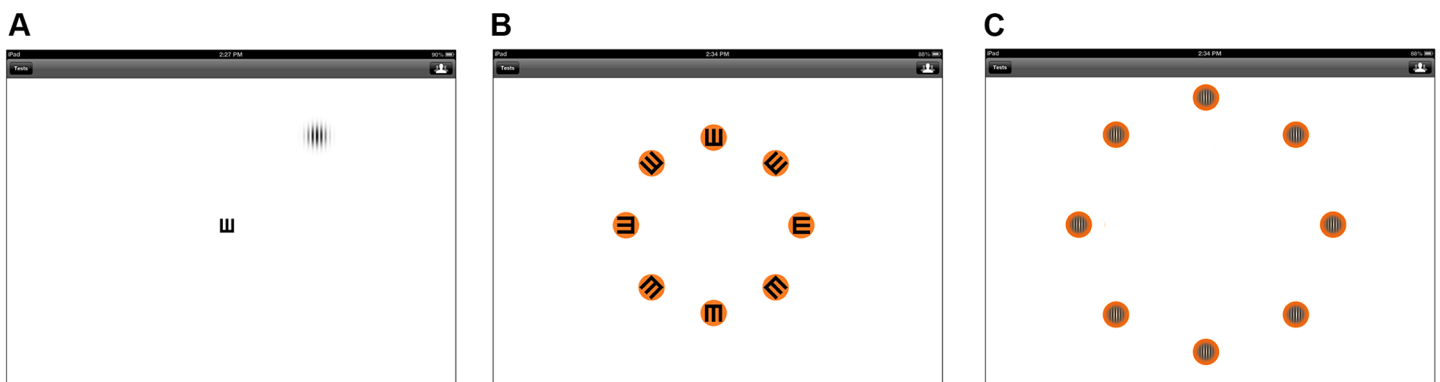 A
B
C
iPad 2:27 PM 90%
iPad 2:34 PM 88%
iPad 2:34 PM 88%
Tests
Tests
Tests
Ш
Ш
E
E
E
E
E
E
E